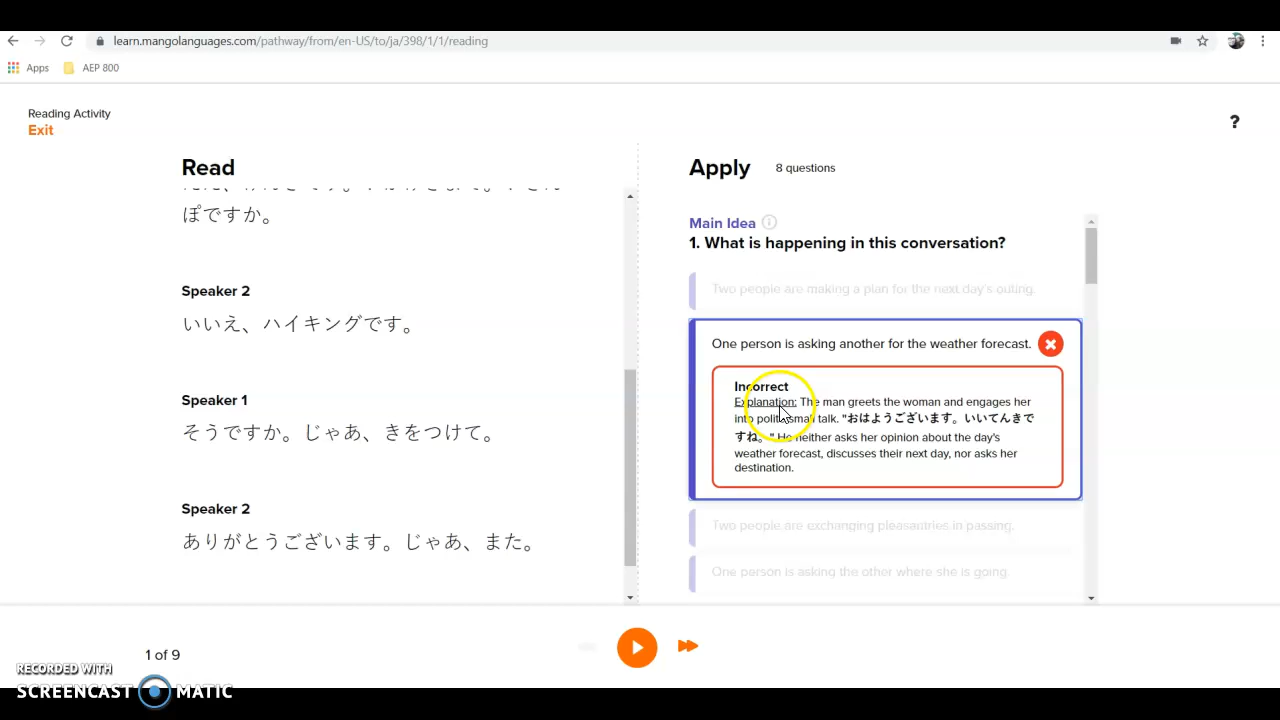 learn.mangolanguages.com/pathway/from/en-US/to/ja/398/1/1/reading
Apps
AEP 800
Reading Activity
Exit
?
Read
Apply
8 questions
ぽですか。
Speaker 2
いいえ、ハイキングです。
Speaker 1
そうですか。じゃあ、きをつけて。
Speaker 2
ありがとうございます。じゃあ、また。
Main Idea
1. What is happening in this conversation?
Two people are making a plan for the next day's outing.
One person is asking another for the weather forecast.
Incorrect
Explanation: The man greets the woman and engages her
into polite small talk. "おはようございます。いいてんきで
すね。" He neither asks her opinion about the day's
weather forecast, discusses their next day, nor asks her
destination.
Two people are exchanging pleasantries in passing.
One person is asking the other where she is going.
1 of 9
RECORDED WITH
SCREENCAST MATIC